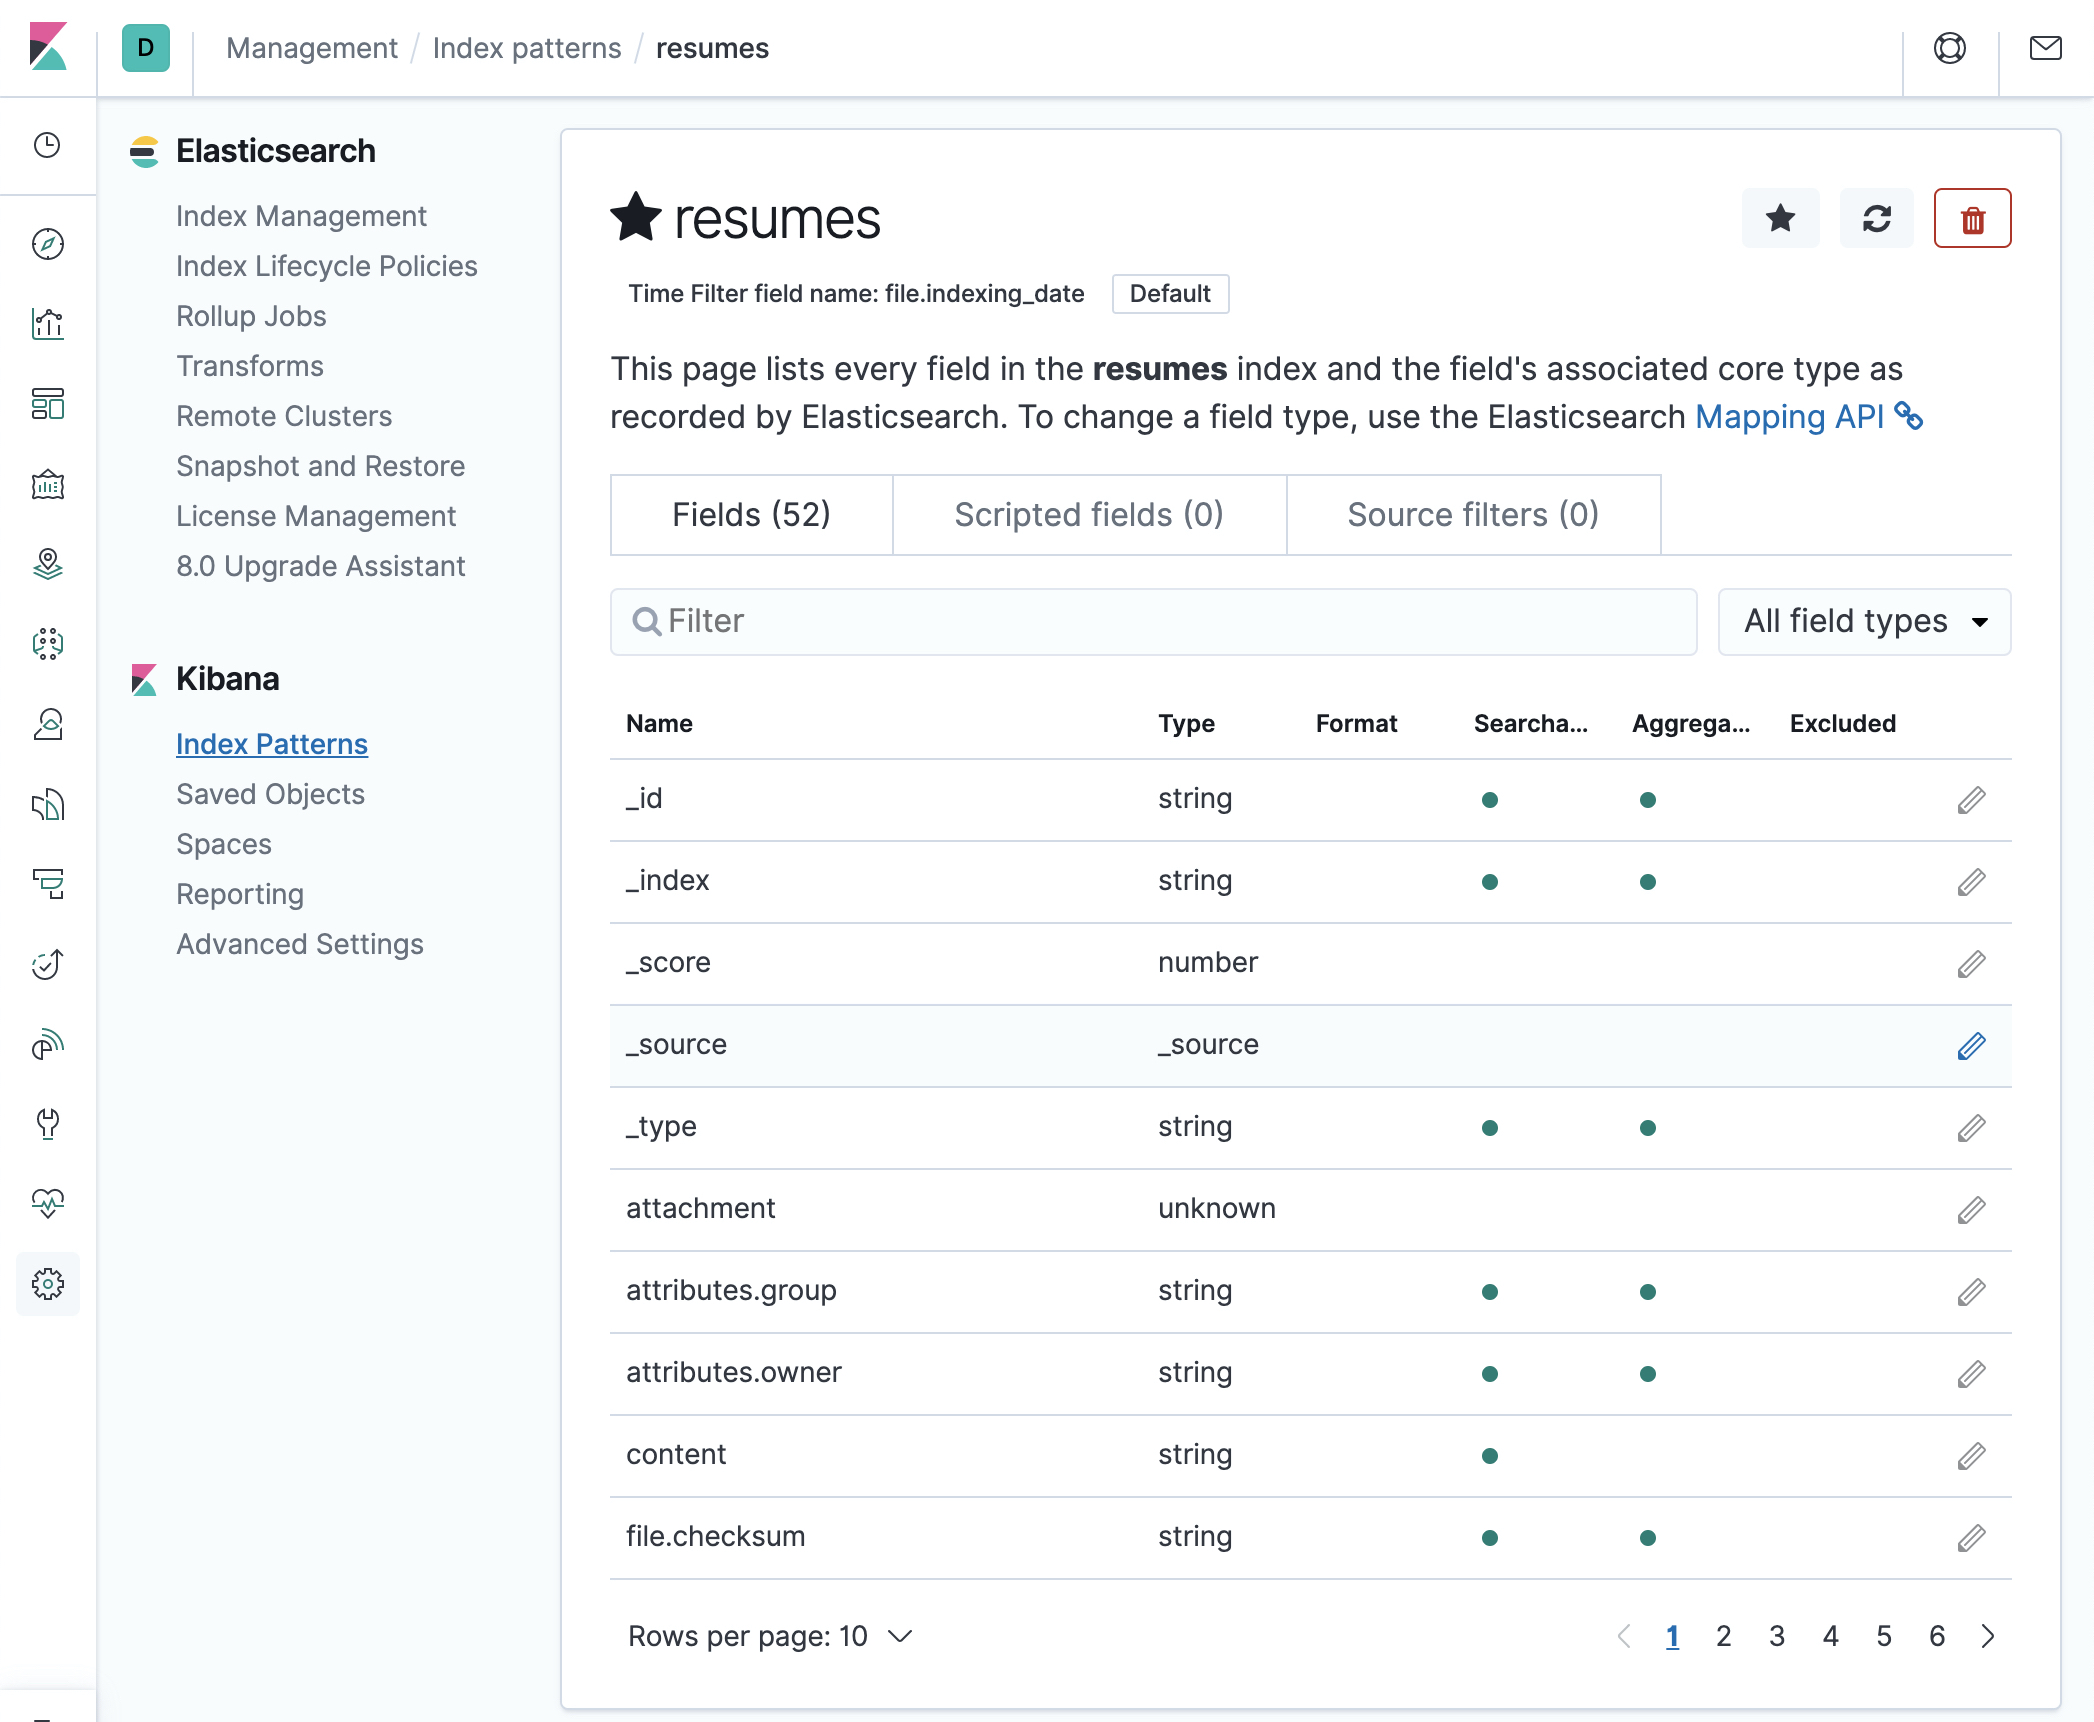 D
Management / Index patterns / resumes
Elasticsearch
Index Management
Index Lifecycle Policies
Rollup Jobs
Transforms
Remote Clusters
Snapshot and Restore
License Management
8.0 Upgrade Assistant
Kibana
Index Patterns
Saved Objects
Spaces
Reporting
Advanced Settings
resumes
Time Filter field name: file.indexing_date Default
This page lists every field in the resumes index and the field's associated core type as
recorded by Elasticsearch. To change a field type, use the Elasticsearch Mapping API
Fields (52) Scripted fields (0) Source filters (0)
Filter All field types
Name Type Format Searcha... Aggrega... Excluded
_id string
_index string
_score number
_source _source
_type string
attachment unknown
attributes.group string
attributes.owner string
content string
file.checksum string
Rows per page: 10 1 2 3 4 5 6